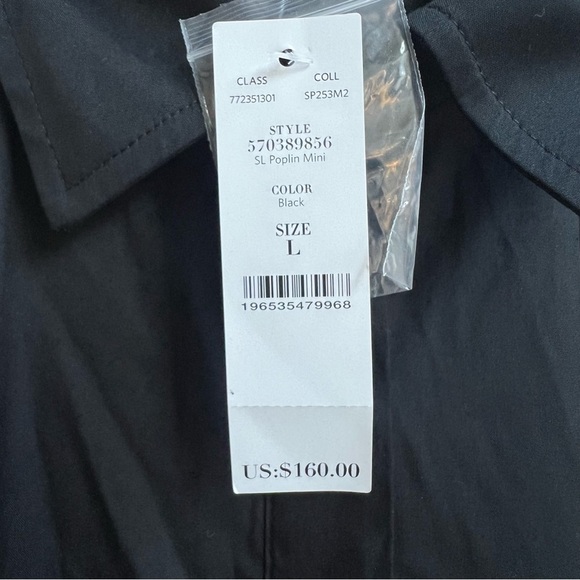 CLASS COLL
772351301 SP253M2
STYLE
570389856
SL Poplin Mini
COLOR
Black
SIZE
L
196535479968
US:$160.00